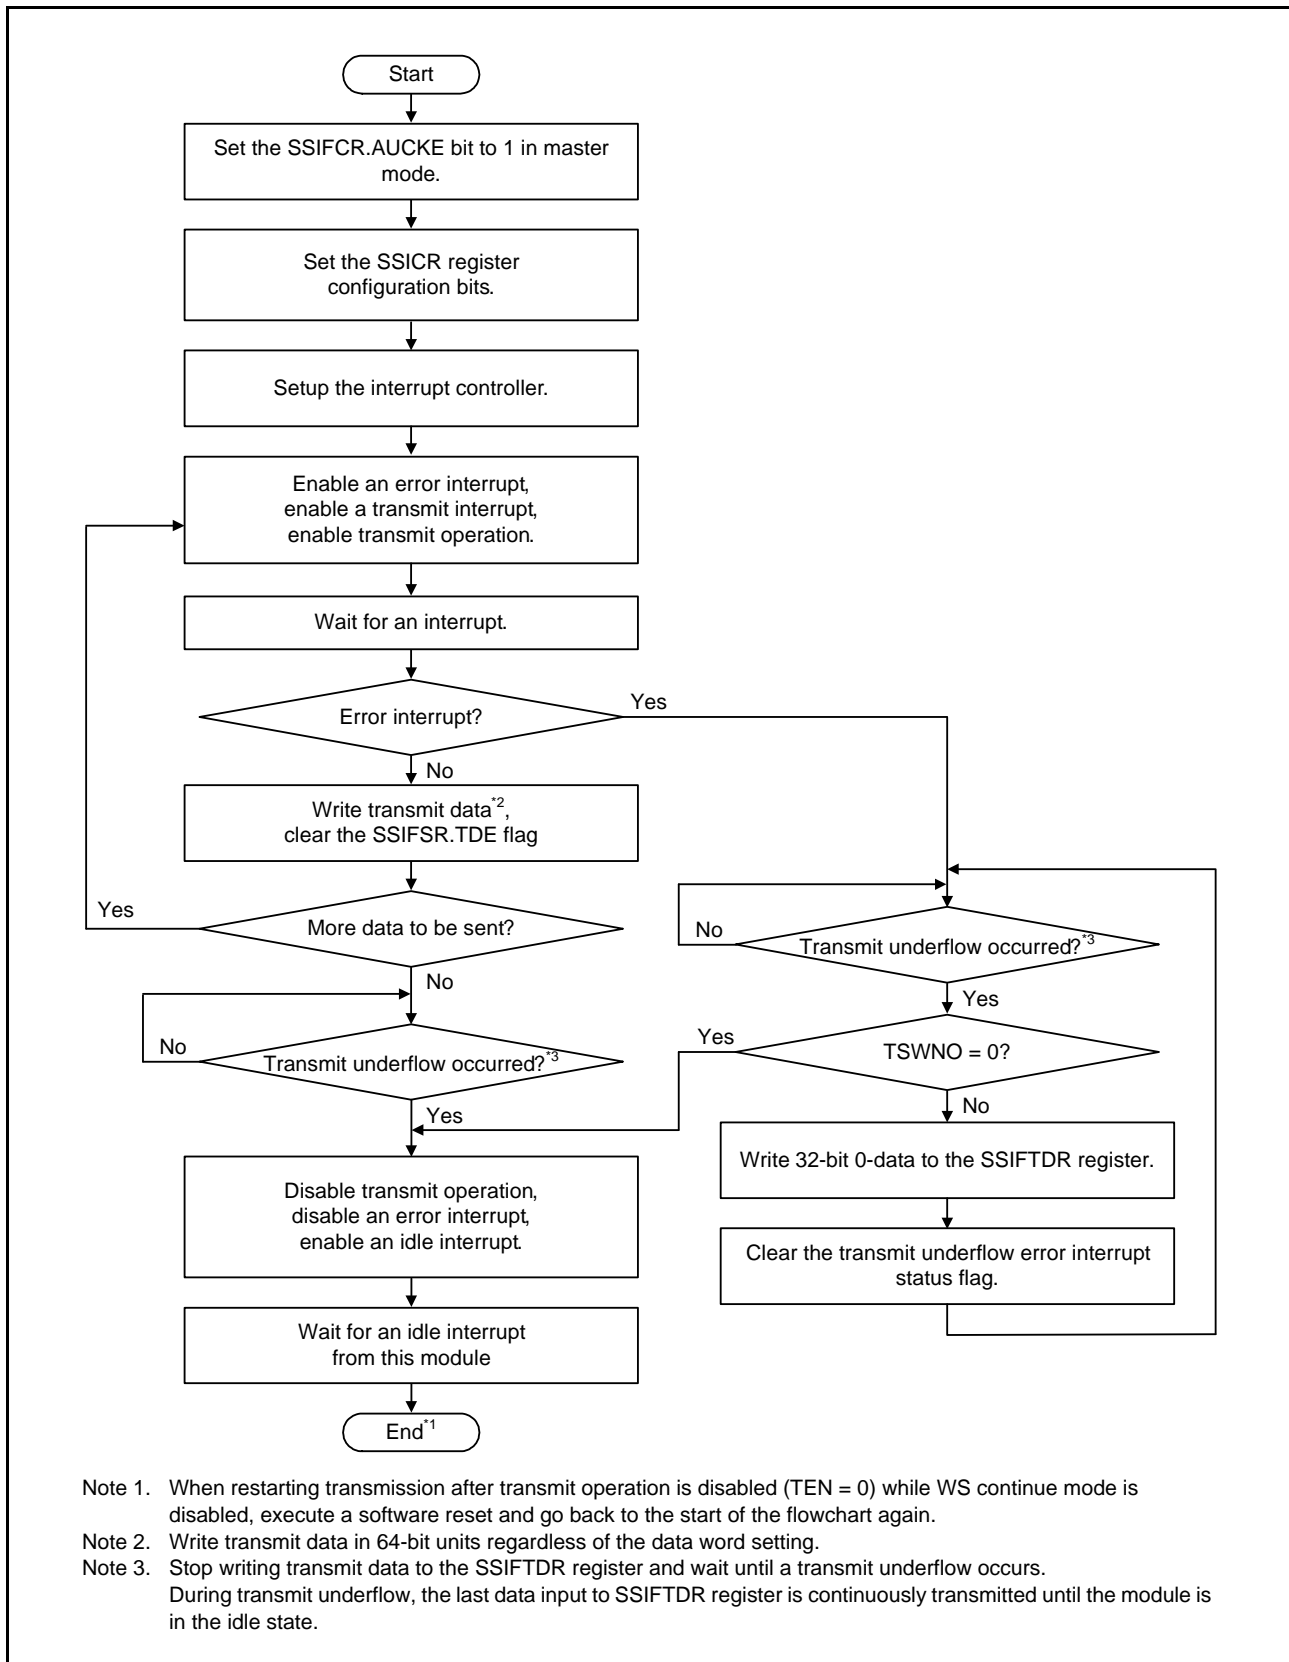 Start
Set the SSIFCR.AUCKE bit to 1 in master
mode.
Set the SSICR register
configuration bits.
Setup the interrupt controller.
Enable an error interrupt,
enable a transmit interrupt,
enable transmit operation.
Wait for an interrupt.
Error interrupt?
Yes
No
Write transmit data*2,
clear the SSIFSR.TDE flag
More data to be sent?
Yes
No
Transmit underflow occurred?*3
No
Yes
Transmit underflow occurred?*3
No
Yes
TSWNO = 0?
Yes
No
Write 32-bit 0-data to the SSIFTDR register.
Clear the transmit underflow error interrupt
status flag.
Disable transmit operation,
disable an error interrupt,
enable an idle interrupt.
Wait for an idle interrupt
from this module
End*1
Note 1. When restarting transmission after transmit operation is disabled (TEN = 0) while WS continue mode is
disabled, execute a software reset and go back to the start of the flowchart again.
Note 2. Write transmit data in 64-bit units regardless of the data word setting.
Note 3. Stop writing transmit data to the SSIFTDR register and wait until a transmit underflow occurs.
During transmit underflow, the last data input to SSIFTDR register is continuously transmitted until the module is
in the idle state.